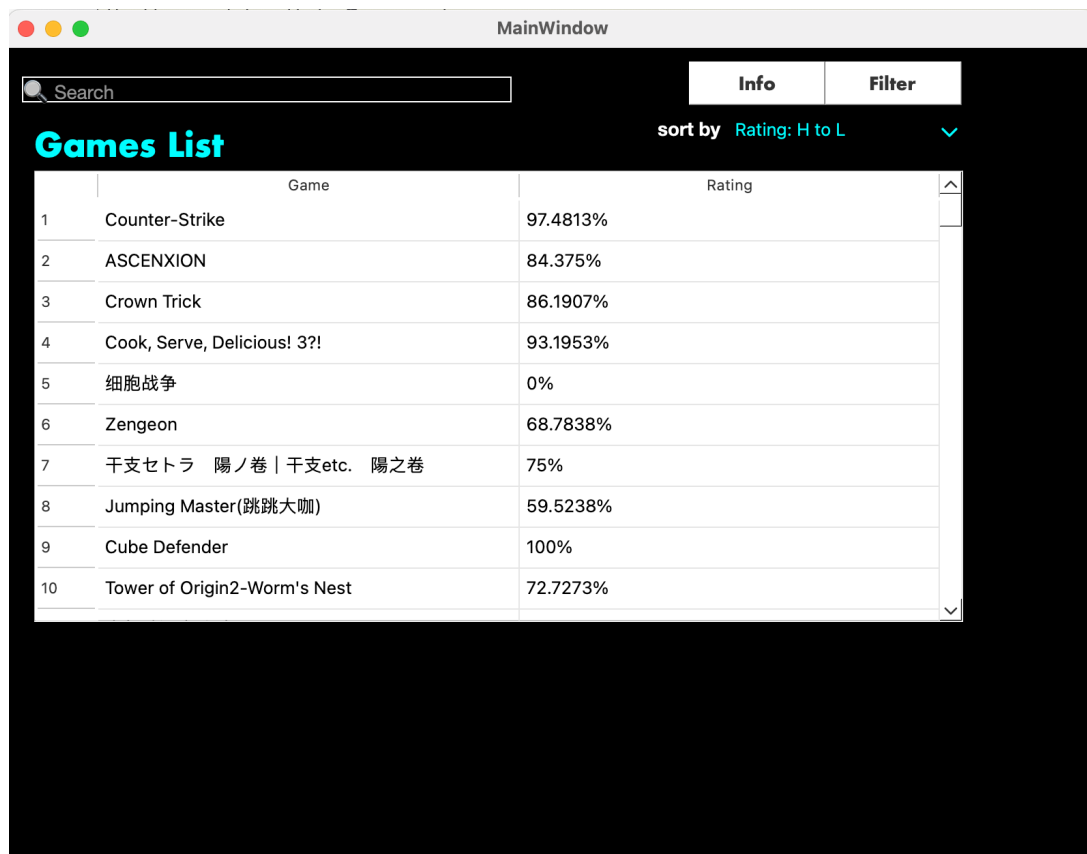 MainWindow
Search
Info Filter
sort by Rating: H to L
Games List
Game Rating
1 Counter-Strike 97.4813%
2 ASCENXION 84.375%
3 Crown Trick 86.1907%
4 Cook, Serve, Delicious! 3?! 93.1953%
5 细胞战争 0%
6 Zengeon 68.7838%
7 干支セトラ　陽ノ卷｜干支etc.　陽之卷 75%
8 Jumping Master(跳跳大咖) 59.5238%
9 Cube Defender 100%
10 Tower of Origin2-Worm's Nest 72.7273%